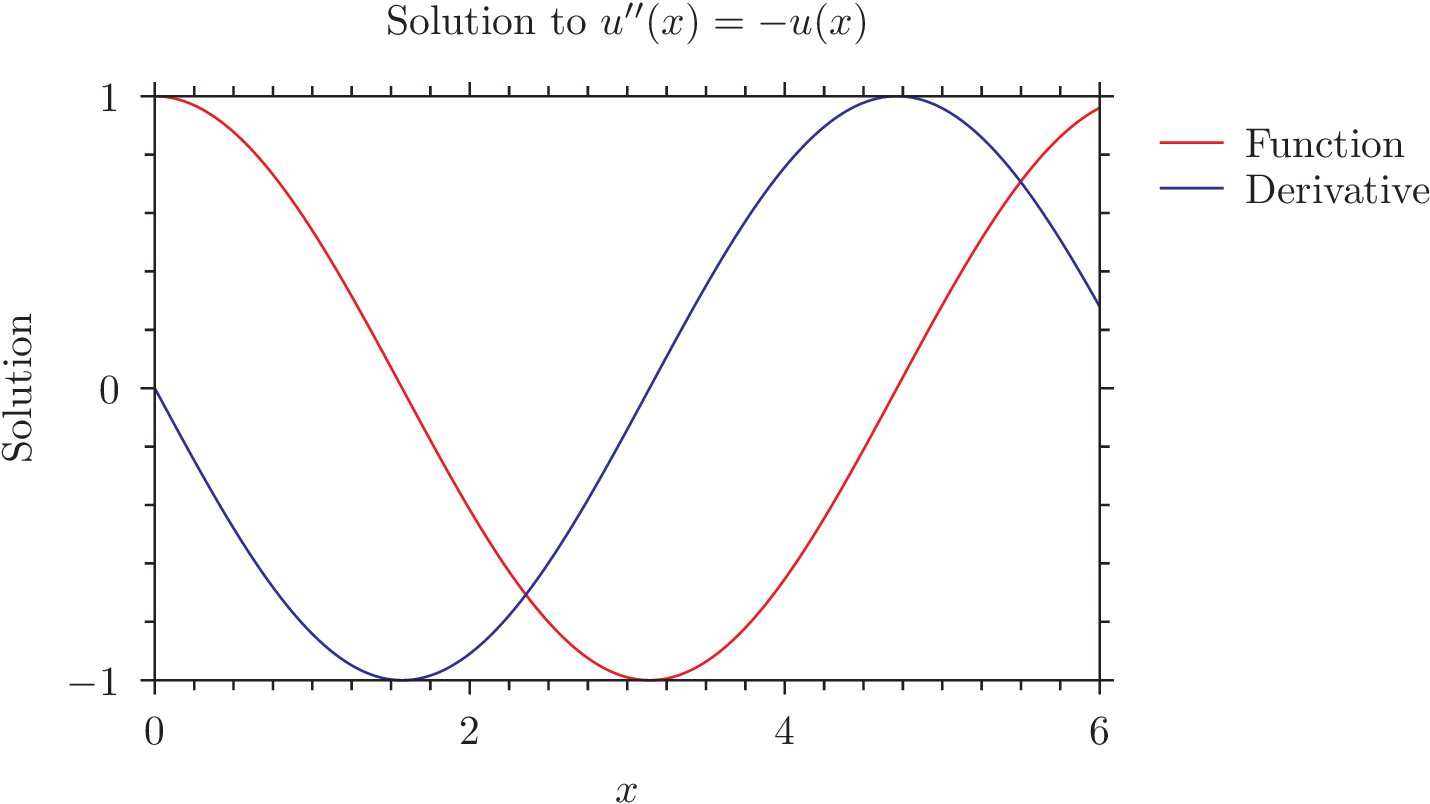 Solution to u′′(x) = −u(x)
1
Function
Derivative
0
Solution
−1
0 2 4 6
x